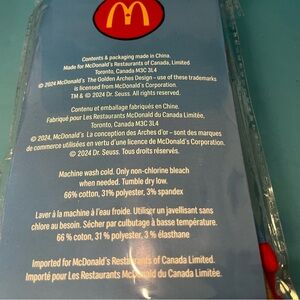 Contents & packaging made in China.
Made for McDonald's Restaurants of Canada, Limited
Toronto, Canada M3C 3L4
© 2024 McDonald's The Golden Arches Design - use of these trademarks
is licensed from McDonald's Corporation.
TM & © 2024 Dr. Seuss. All rights reserved.
Contenu et emballage fabriqués en Chine.
Fabriqué pour Les Restaurants McDonald du Canada, Limitée,
Toronto, Canada M3C 3L4
© 2024, McDonald's La conception des Arches d'or - sont des marques
de commerce utilisées en vertu d'une licence de McDonald's Corporation.
© 2024 Dr. Seuss. Tous droits réservés.
Machine wash cold. Only non-chlorine bleach
when needed. Tumble dry low.
66% cotton, 31% polyester, 3% spandex
Laver à la machine à l'eau froide. Utiliser un javellisant sans
chlore au besoin. Sécher par culbutage à basse température.
66 % coton, 31 % polyester, 3 % élasthane
Imported for McDonald's Restaurants of Canada Limited.
Importé pour Les Restaurants McDonald du Canada Limitée.